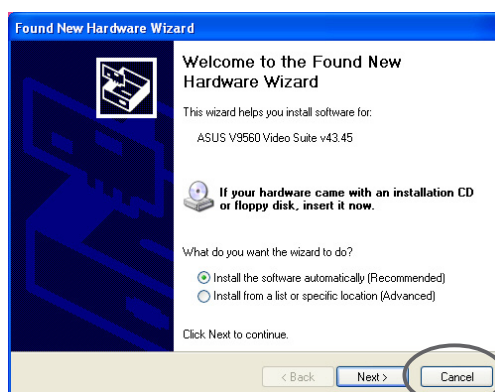 Found New Hardware Wizard
Welcome to the Found New
Hardware Wizard
This wizard helps you install software for:
ASUS V9560 Video Suite v43.45
If your hardware came with an installation CD
or floppy disk, insert it now.
What do you want the wizard to do?
Install the software automatically (Recommended)
Install from a list or specific location (Advanced)
Click Next to continue.
< Back Next > Cancel